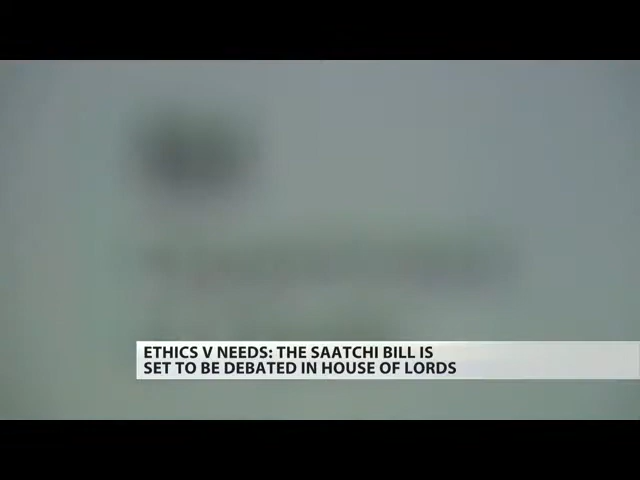 ETHICS V NEEDS: THE SAATCHI BILL IS
SET TO BE DEBATED IN HOUSE OF LORDS